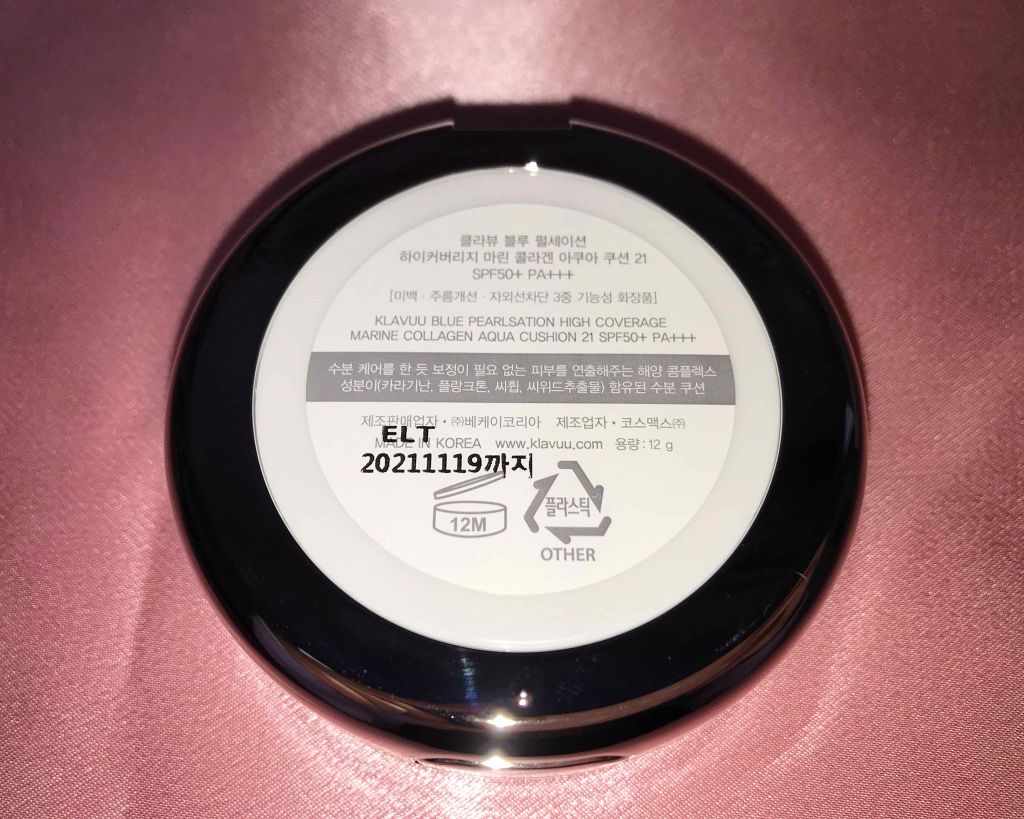 클라뷰 블루 펄세이션
하이커버리지 마린 콜라겐 아쿠아 쿠션 21
SPF50+ PA+++
[미백 · 주름개선 · 자외선차단 3중 기능성 화장품]
KLAVUU BLUE PEARLSATION HIGH COVERAGE
MARINE COLLAGEN AQUA CUSHION 21 SPF50+ PA+++
수분 케어를 한 듯 보정이 필요 없는 피부를 연출해주는 해양 콤플렉스
성분이(카라기난, 플랑크톤, 씨휩, 씨위드추출물) 함유된 수분 쿠션
제조판매업자 · ㈜베케이코리아 제조업자 · 코스맥스㈜
ELT
MADE IN KOREA www.klavuu.com 용량 : 12 g
20211119까지
12M
플라스틱
OTHER